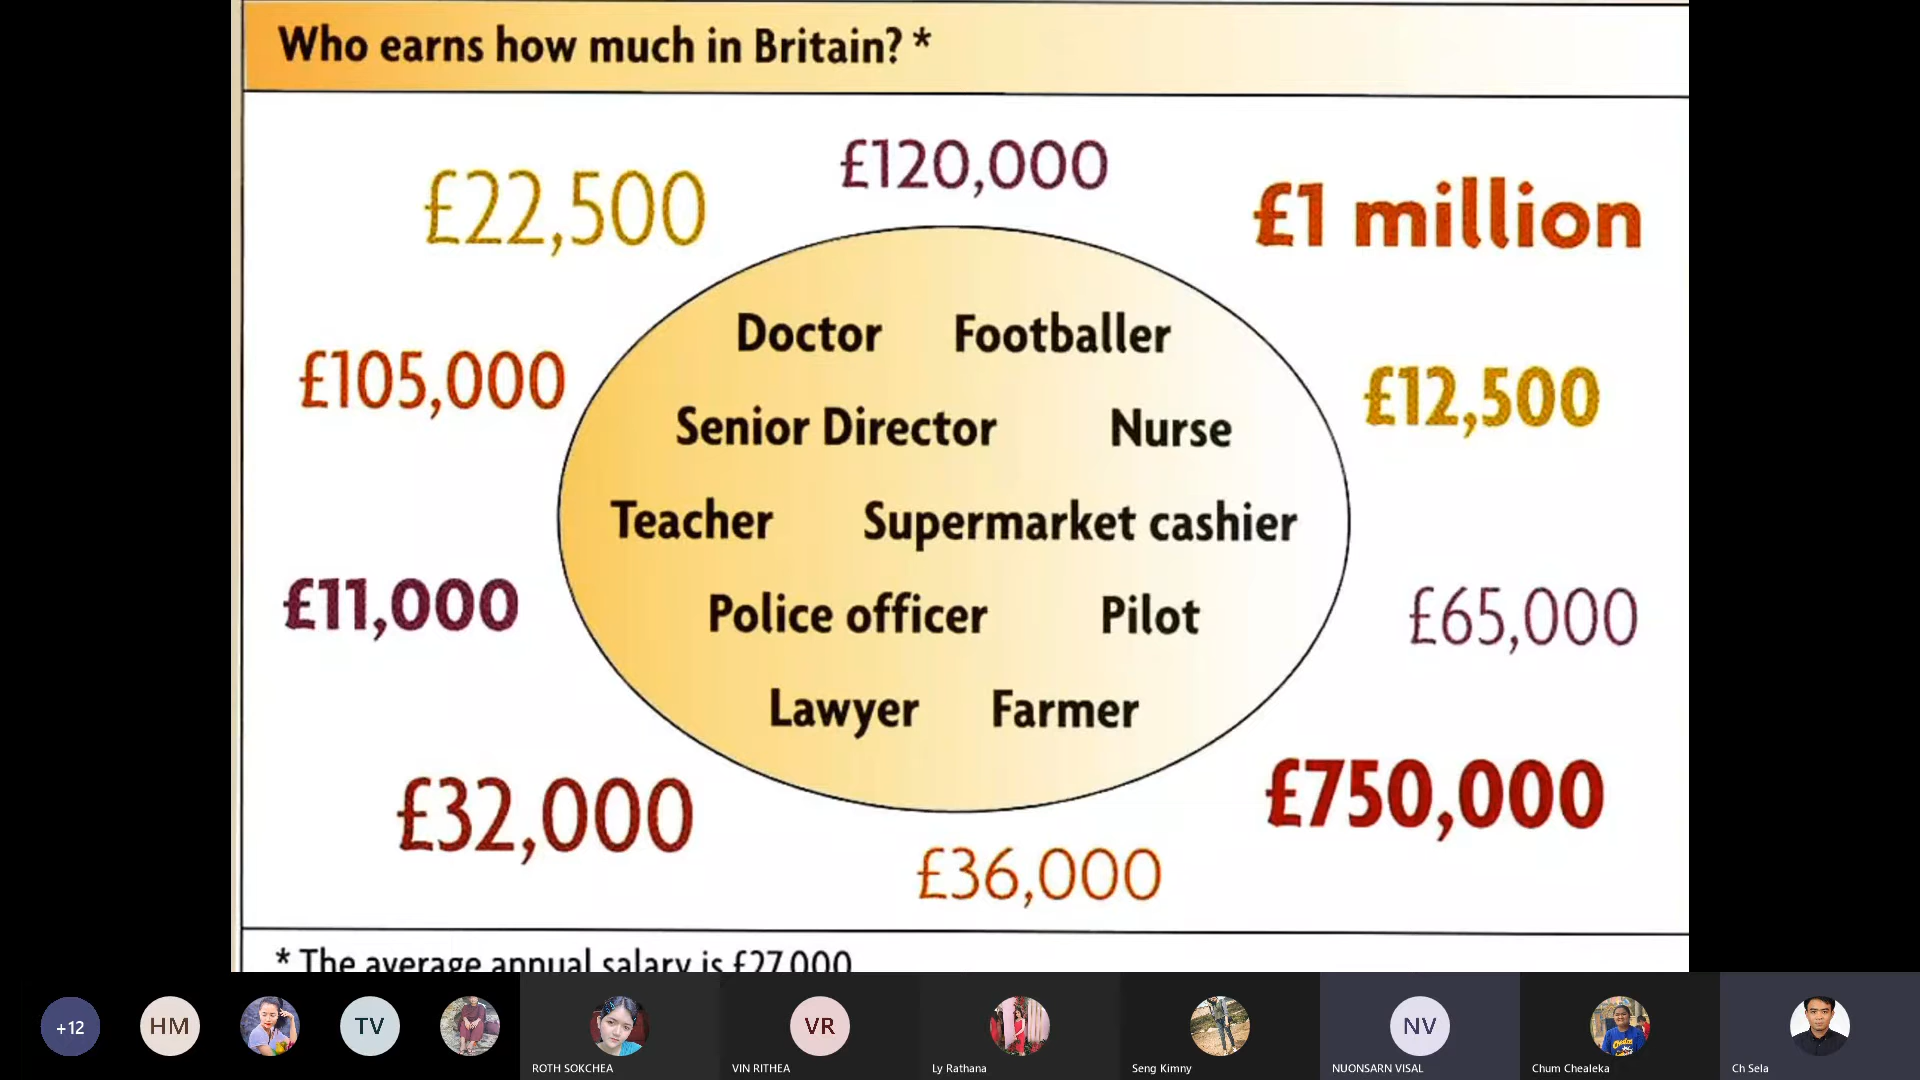 Who earns how much in Britain? *
£120,000
£22,500
£1 million
Doctor Footballer
£105,000
£12,500
Senior Director Nurse
Teacher Supermarket cashier
£11,000
Police officer Pilot
£65,000
Lawyer Farmer
£32,000
£750,000
£36,000
* The average annual salary is £27,000
+12
HM
TV
VR
NV
ROTH SOKCHEA
VIN RITHEA
Ly Rathana
Seng Kimny
NUONSARN VISAL
Chum Chealeka
Ch Sela